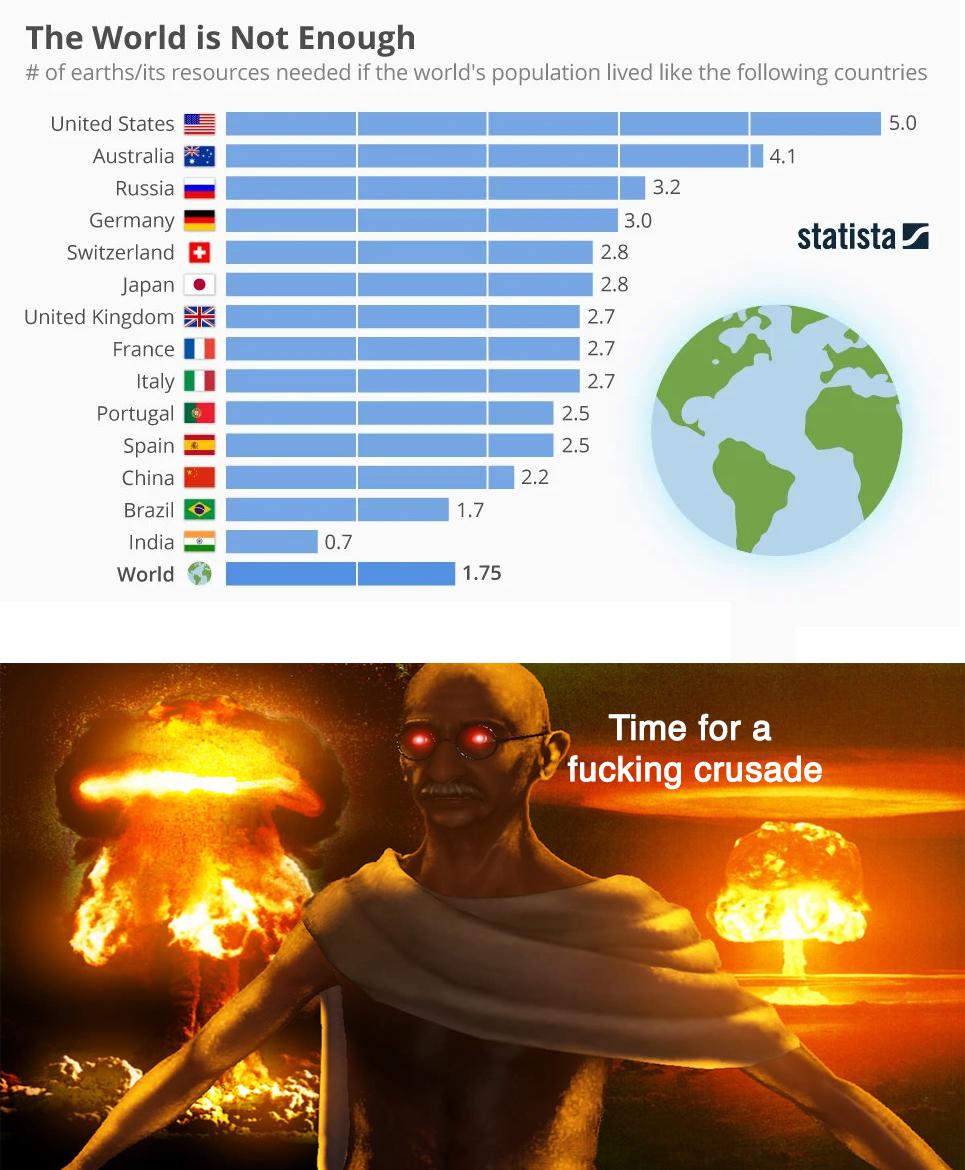 The World is Not Enough
# of earths/its resources needed if the world's population lived like the following countries
United States 5.0
Australia 4.1
Russia 3.2
Germany 3.0
Switzerland 2.8
Japan 2.8
United Kingdom 2.7
France 2.7
Italy 2.7
Portugal 2.5
Spain 2.5
China 2.2
Brazil 1.7
India 0.7
World 1.75
statista
Time for a
fucking crusade